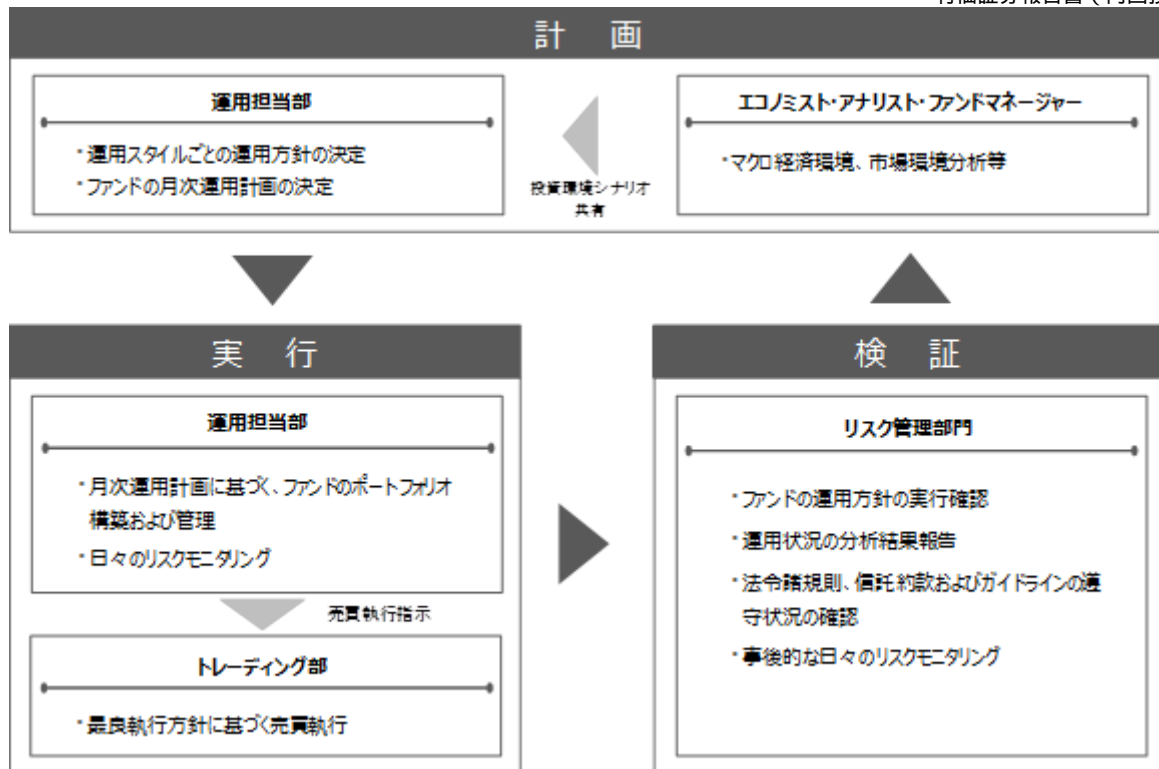 計 画
運用担当部
・運用スタイルごとの運用方針の決定
・ファンドの月次運用計画の決定
投資環境シナリオ
共有
エコノミスト・アナリスト・ファンドマネージャー
・マクロ経済環境、市場環境分析等
実 行
運用担当部
・月次運用計画に基づく、ファンドのポートフォリオ
構築および管理
・日々のリスクモニタリング
売買執行指示
トレーディング部
・最良執行方針に基づく売買執行
検 証
リスク管理部門
・ファンドの運用方針の実行確認
・運用状況の分析結果報告
・法令諸規則、信託約款およびガイドラインの遵
守状況の確認
・事後的な日々のリスクモニタリング